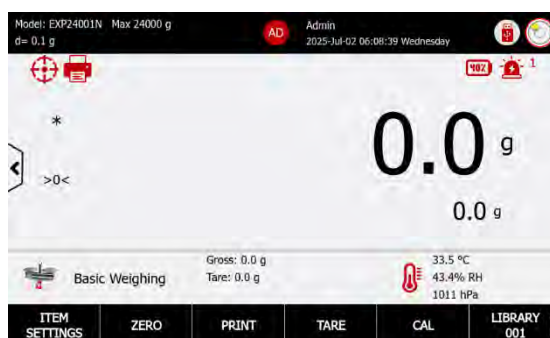 Model: EXP24001N Max 24000 g
d= 0.1 g
AD
Admin
2025-Jul-02 06:08:39 Wednesday
40%
1
*
0.0 g
>0<
0.0 g
Basic Weighing
Gross: 0.0 g
Tare: 0.0 g
33.5 °C
43.4% RH
1011 hPa
ITEM
SETTINGS
ZERO
PRINT
TARE
CAL
LIBRARY
001